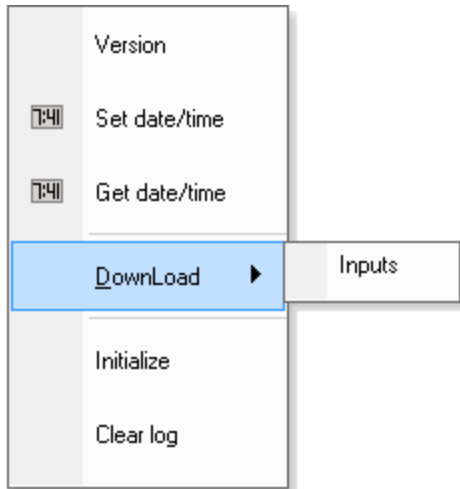 Version
7:41 Set date/time
7:41 Get date/time
DownLoad
Inputs
Initialize
Clear log